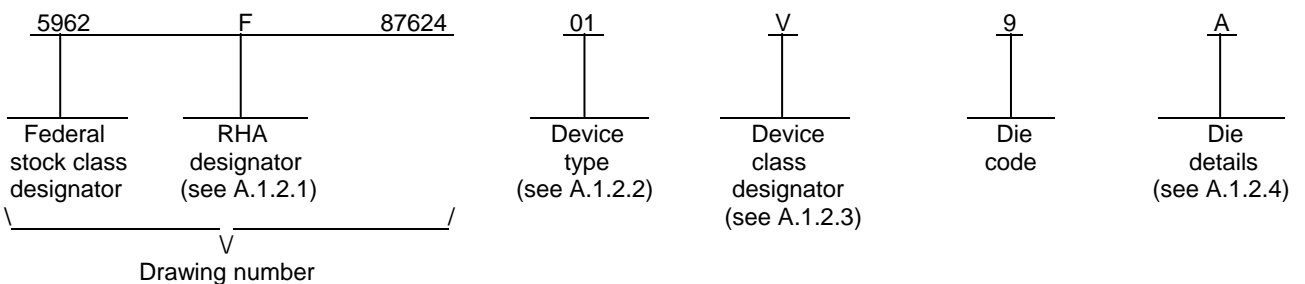 5962 F 87624 01 V 9 A
Federal RHA Device Device Die Die
stock class designator type class code details
designator (see A.1.2.1) (see A.1.2.2) designator (see A.1.2.4)
(see A.1.2.3)
\ /
\/
Drawing number